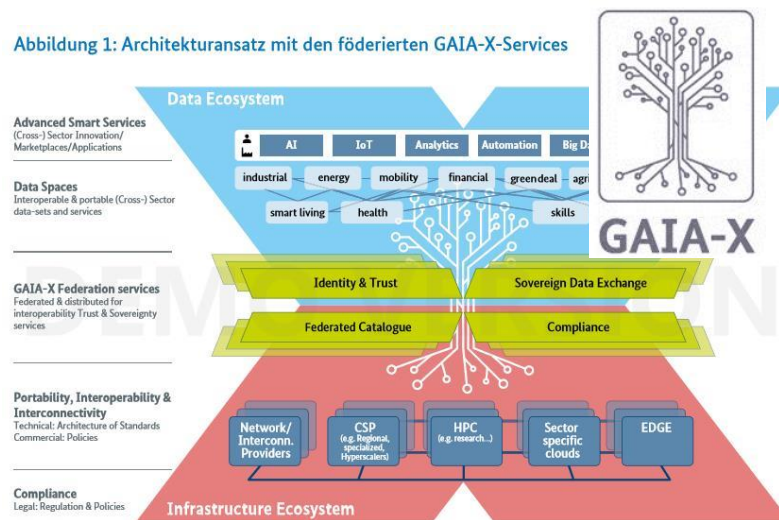 Abbildung 1: Architekturansatz mit den föderierten GAIA-X-Services
GAIA-X
Data Ecosystem
Advanced Smart Services
(Cross-) Sector Innovation/
Marketplaces/Applications
AI IoT Analytics Automation Big
Data Spaces
Interoperable & portable (Cross-) Sector
data-sets and services
industrial energy mobility financial green deal
smart living health skills
GAIA-X Federation services
Federated & distributed for
interoperability Trust & Sovereignty
services
Identity & Trust Sovereign Data Exchange
Federated Catalogue Compliance
DEMOVERSION
Portability, Interoperability &
Interconnectivity
Technical: Architecture of Standards
Commercial: Policies
Network/
Interconn.
Providers
CSP
(e.g. Regional,
specialized,
Hyperscalers)
HPC
(e.g. research...)
Sector
specific
clouds
EDGE
Compliance
Legal: Regulation & Policies
Infrastructure Ecosystem